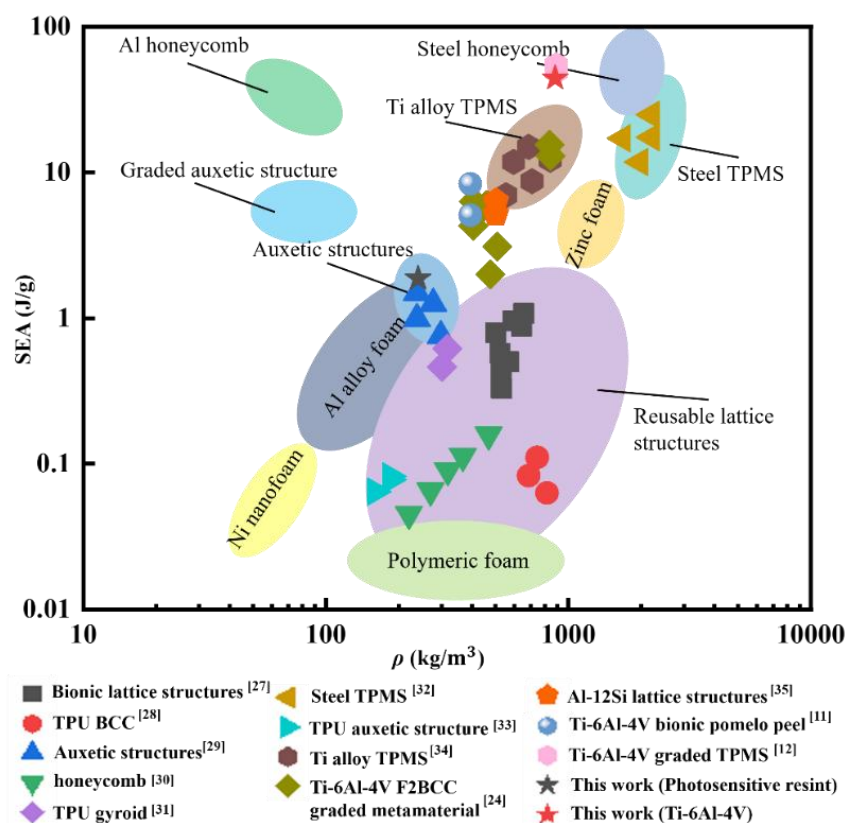 100
10
1
0.1
0.01
SEA (J/g)
10
100
1000
10000
ρ (kg/m³)
Al honeycomb
Steel honeycomb
Ti alloy TPMS
Graded auxetic structure
Steel TPMS
Auxetic structures
Zinc foam
Al alloy foam
Reusable lattice
structures
Ni nanofoam
Polymeric foam
Bionic lattice structures [27]
TPU BCC [28]
Auxetic structures[29]
honeycomb [30]
TPU gyroid [31]
Steel TPMS [32]
TPU auxetic structure [33]
Ti alloy TPMS [34]
Ti-6Al-4V F2BCC
graded metamaterial [24]
Al-12Si lattice structures [35]
Ti-6Al-4V bionic pomelo peel [11]
Ti-6Al-4V graded TPMS [12]
This work (Photosensitive resint)
This work (Ti-6Al-4V)